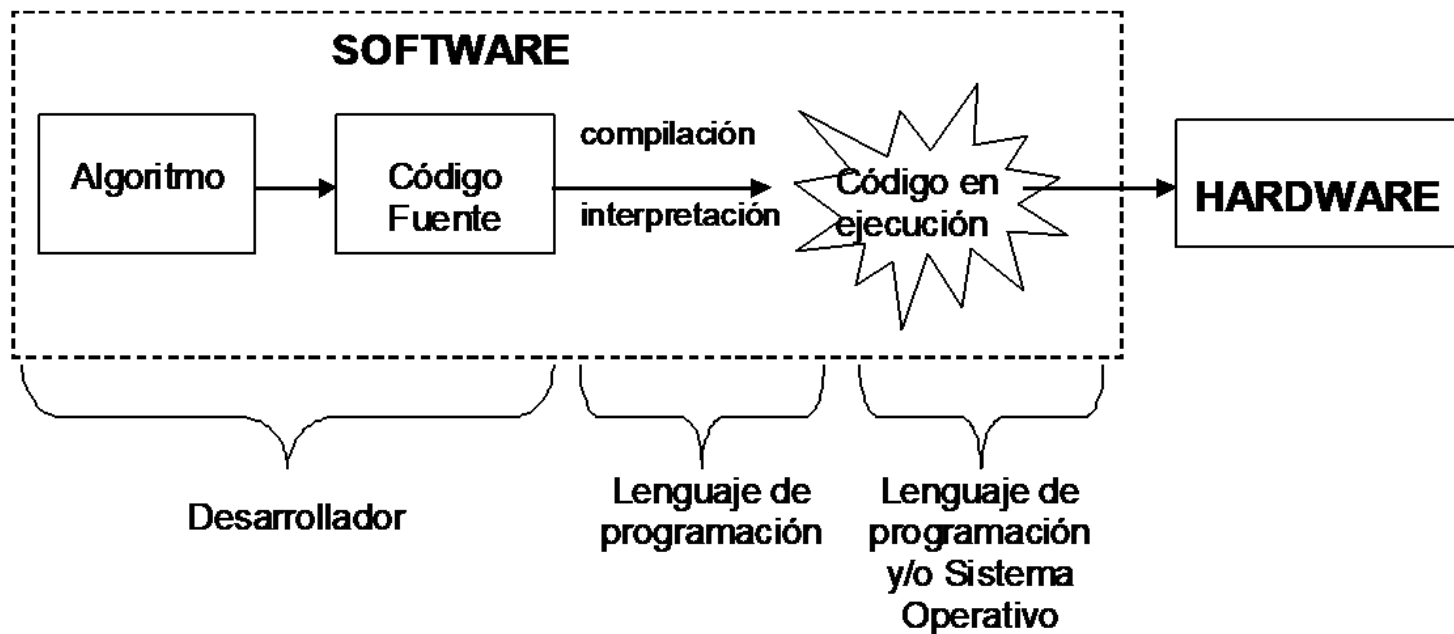 SOFTWARE
Algoritmo
Código
Fuente
compilación
interpretación
Código en
ejecución
HARDWARE
Desarrollador
Lenguaje de
programación
Lenguaje de
programación
y/o Sistema
Operativo